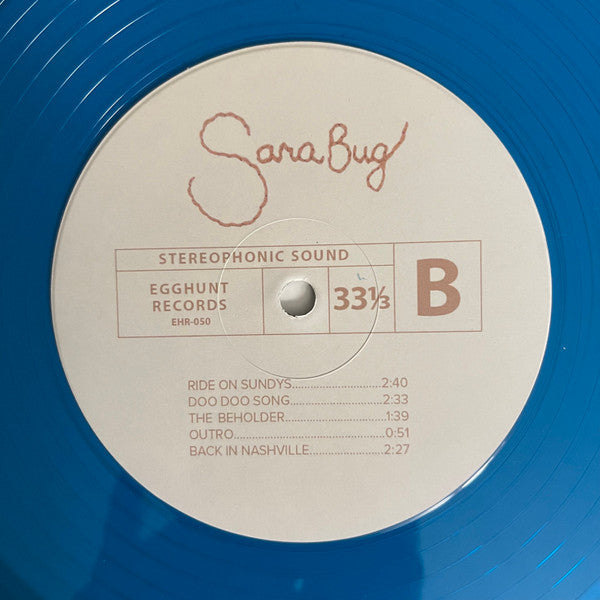 Sara Bug
STEREOPHONIC SOUND
EGGHUNT
RECORDS
EHR-050
33⅓
B
RIDE ON SUNDYS..............................2:40
DOO DOO SONG...............................2:33
THE BEHOLDER.................................1:39
OUTRO.................................................0:51
BACK IN NASHVILLE.......................2:27